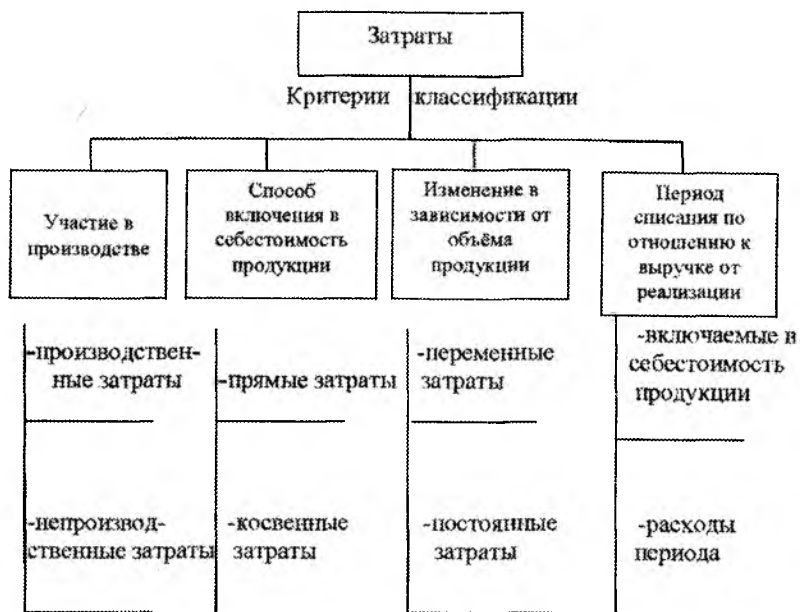 Затраты
Критерии классификации
Участие в
производстве
Способ
включения в
себестоимость
продукции
Изменение в
зависимости от
объёма
продукции
Период
списания по
отношению к
выручке от
реализации
-производствен-
ные затраты
-непроизвод-
ственные затраты
-прямые затраты
-косвенные
затраты
-переменные
затраты
-постоянные
затраты
-включаемые в
себестоимость
продукции
-расходы
периода